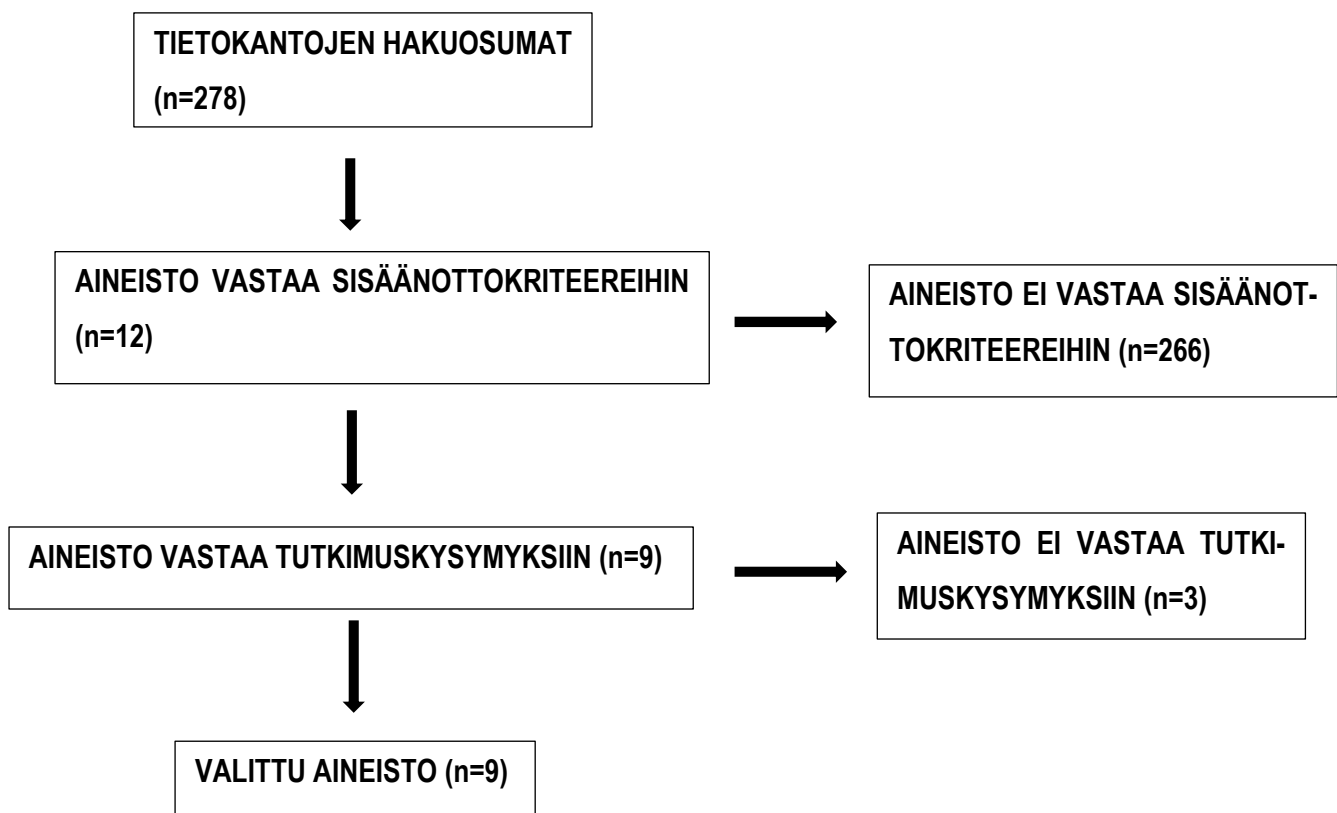 TIETOKANTOJEN HAKUOSUMAT
(n=278)
AINEISTO VASTAA SISÄÄNOTTOKRITEEREIHIN
(n=12)
AINEISTO EI VASTAA SISÄÄNOT-
TOKRITEEREIHIN (n=266)
AINEISTO VASTAA TUTKIMUSKYSYMYKSIIN (n=9)
AINEISTO EI VASTAA TUTKI-
MUSKYSYMYKSIIN (n=3)
VALITTU AINEISTO (n=9)